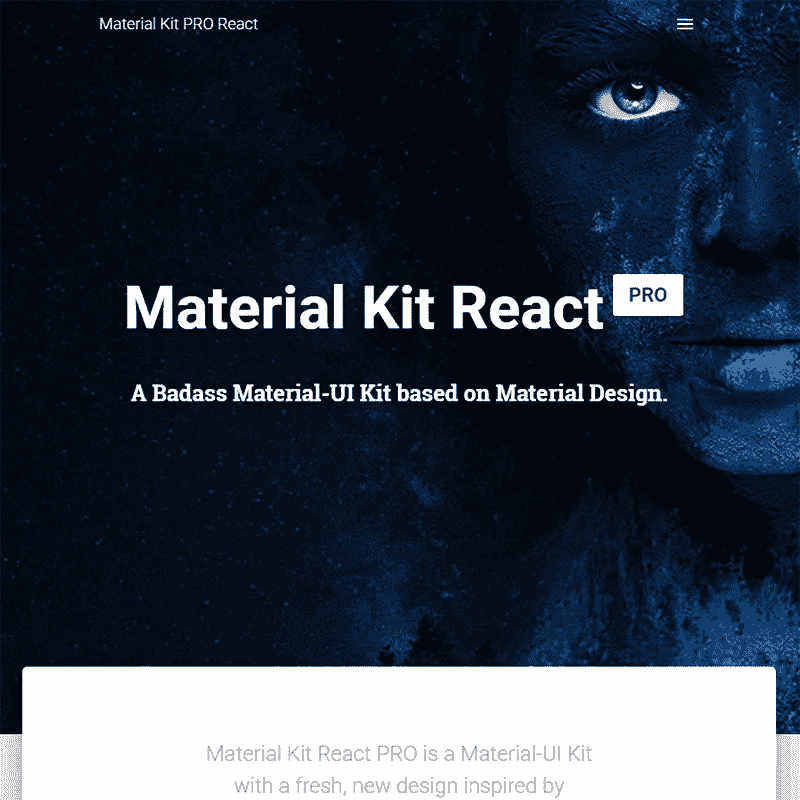 Material Kit PRO React
Material Kit React PRO
A Badass Material-UI Kit based on Material Design.
Material Kit React PRO is a Material-UI Kit
with a fresh, new design inspired by